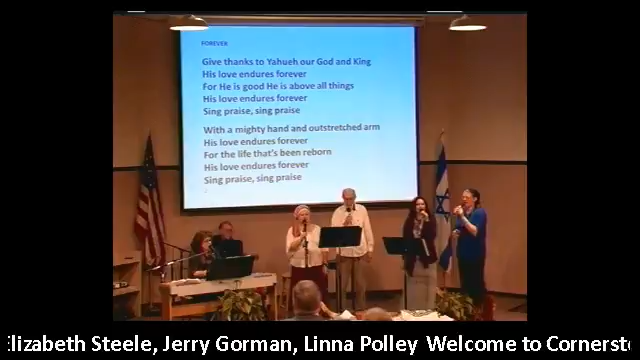 FOREVER
Give thanks to Yahueh our God and King
His love endures forever
For He is good He is above all things
His love endures forever
Sing praise, sing praise
With a mighty hand and outstretched arm
His love endures forever
For the life that's been reborn
His love endures forever
Sing praise, sing praise
Elizabeth Steele, Jerry Gorman, Linna Polley Welcome to Cornerst